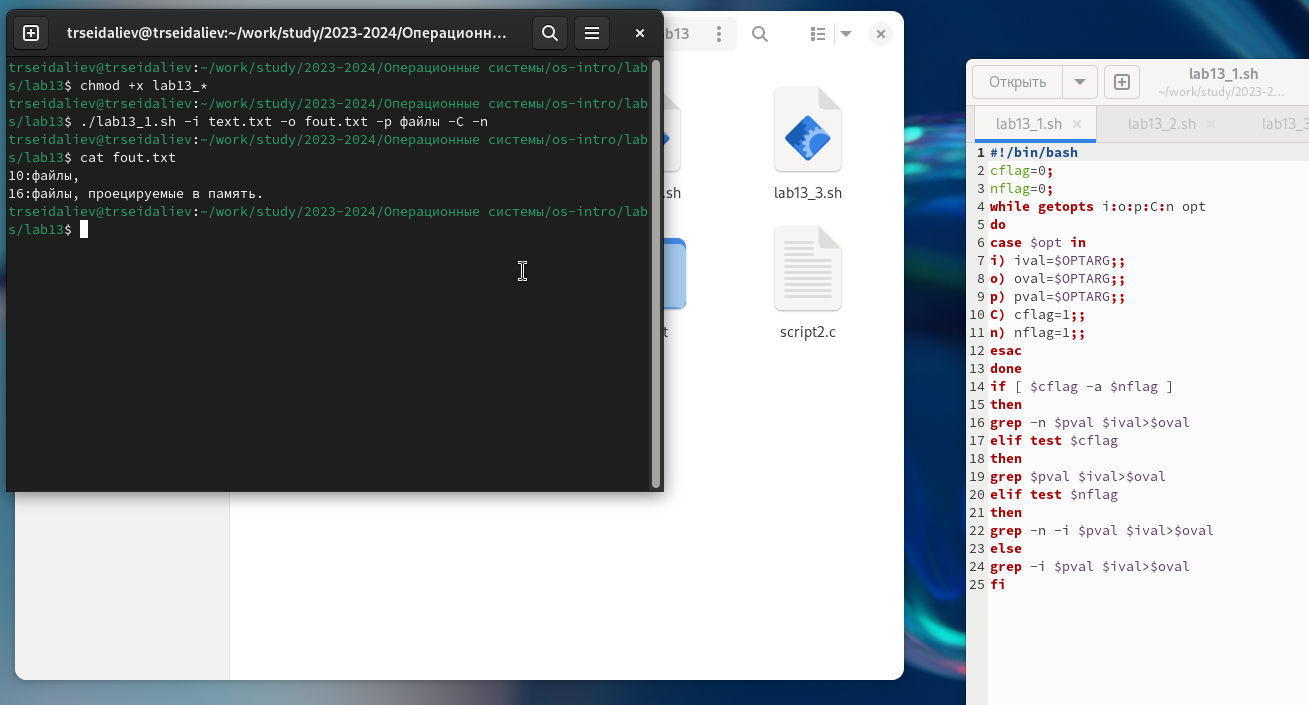 trseidaliev@trseidaliev:~/work/study/2023-2024/Операционн...
trseidaliev@trseidaliev:~/work/study/2023-2024/Операционные системы/os-intro/lab
s/lab13$ chmod +x lab13_*
trseidaliev@trseidaliev:~/work/study/2023-2024/Операционные системы/os-intro/lab
s/lab13$ ./lab13_1.sh -i text.txt -o fout.txt -p файлы -C -n
trseidaliev@trseidaliev:~/work/study/2023-2024/Операционные системы/os-intro/lab
s/lab13$ cat fout.txt
10:файлы,
16:файлы, проецируемые в память.
trseidaliev@trseidaliev:~/work/study/2023-2024/Операционные системы/os-intro/lab
s/lab13$
b13
.sh
lab13_3.sh
t
script2.c
Открыть
lab13_1.sh
~/work/study/2023-2...
lab13_1.sh
lab13_2.sh
lab13_3
1 #!/bin/bash
2 cflag=0;
3 nflag=0;
4 while getopts i:o:p:C:n opt
5 do
6 case $opt in
7 i) ival=$OPTARG;;
8 o) oval=$OPTARG;;
9 p) pval=$OPTARG;;
10 C) cflag=1;;
11 n) nflag=1;;
12 esac
13 done
14 if [ $cflag -a $nflag ]
15 then
16 grep -n $pval $ival>$oval
17 elif test $cflag
18 then
19 grep $pval $ival>$oval
20 elif test $nflag
21 then
22 grep -n -i $pval $ival>$oval
23 else
24 grep -i $pval $ival>$oval
25 fi